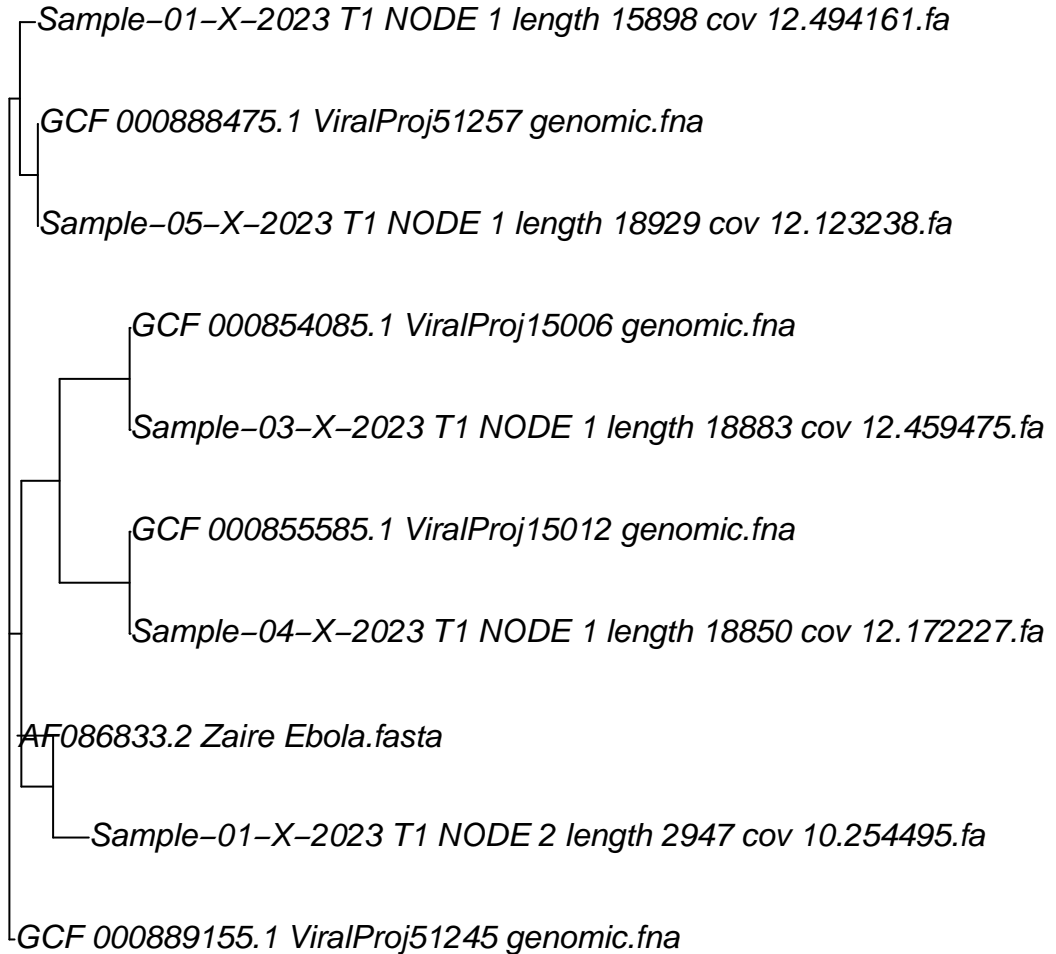 Sample−01−X−2023 T1 NODE 1 length 15898 cov 12.494161.fa
GCF 000888475.1 ViralProj51257 genomic.fna
Sample−05−X−2023 T1 NODE 1 length 18929 cov 12.123238.fa
GCF 000854085.1 ViralProj15006 genomic.fna
Sample−03−X−2023 T1 NODE 1 length 18883 cov 12.459475.fa
GCF 000855585.1 ViralProj15012 genomic.fna
Sample−04−X−2023 T1 NODE 1 length 18850 cov 12.172227.fa
AF086833.2 Zaire Ebola.fasta
Sample−01−X−2023 T1 NODE 2 length 2947 cov 10.254495.fa
GCF 000889155.1 ViralProj51245 genomic.fna